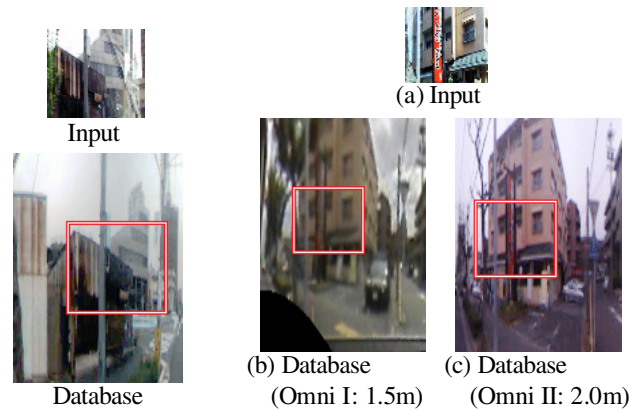 Input
Database
(a) Input
(b) Database
(Omni I: 1.5m)
(c) Database
(Omni II: 2.0m)